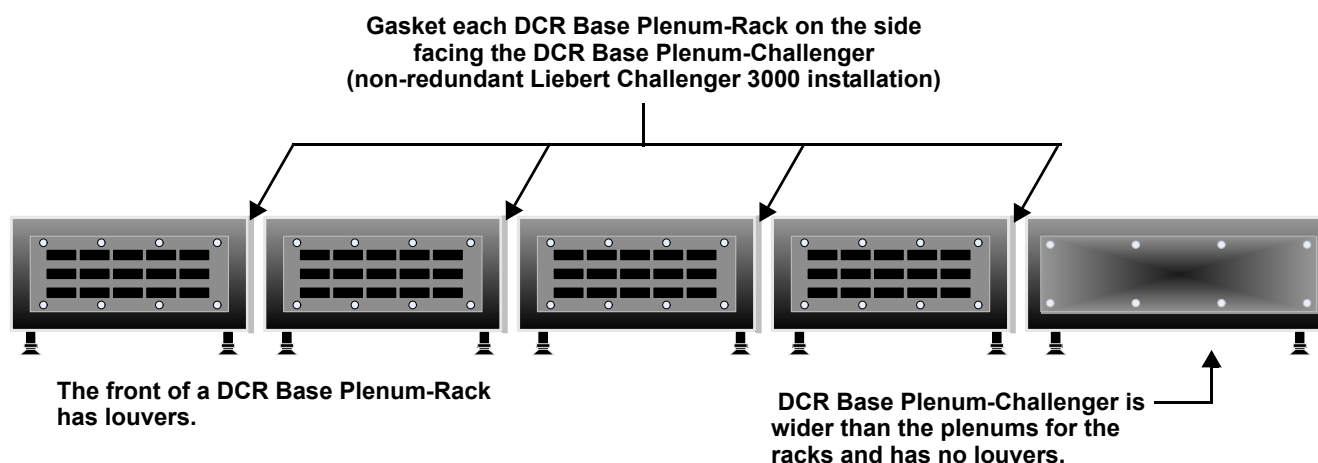 Gasket each DCR Base Plenum-Rack on the side
facing the DCR Base Plenum-Challenger
(non-redundant Liebert Challenger 3000 installation)
The front of a DCR Base Plenum-Rack
has louvers.
DCR Base Plenum-Challenger is
wider than the plenums for the
racks and has no louvers.